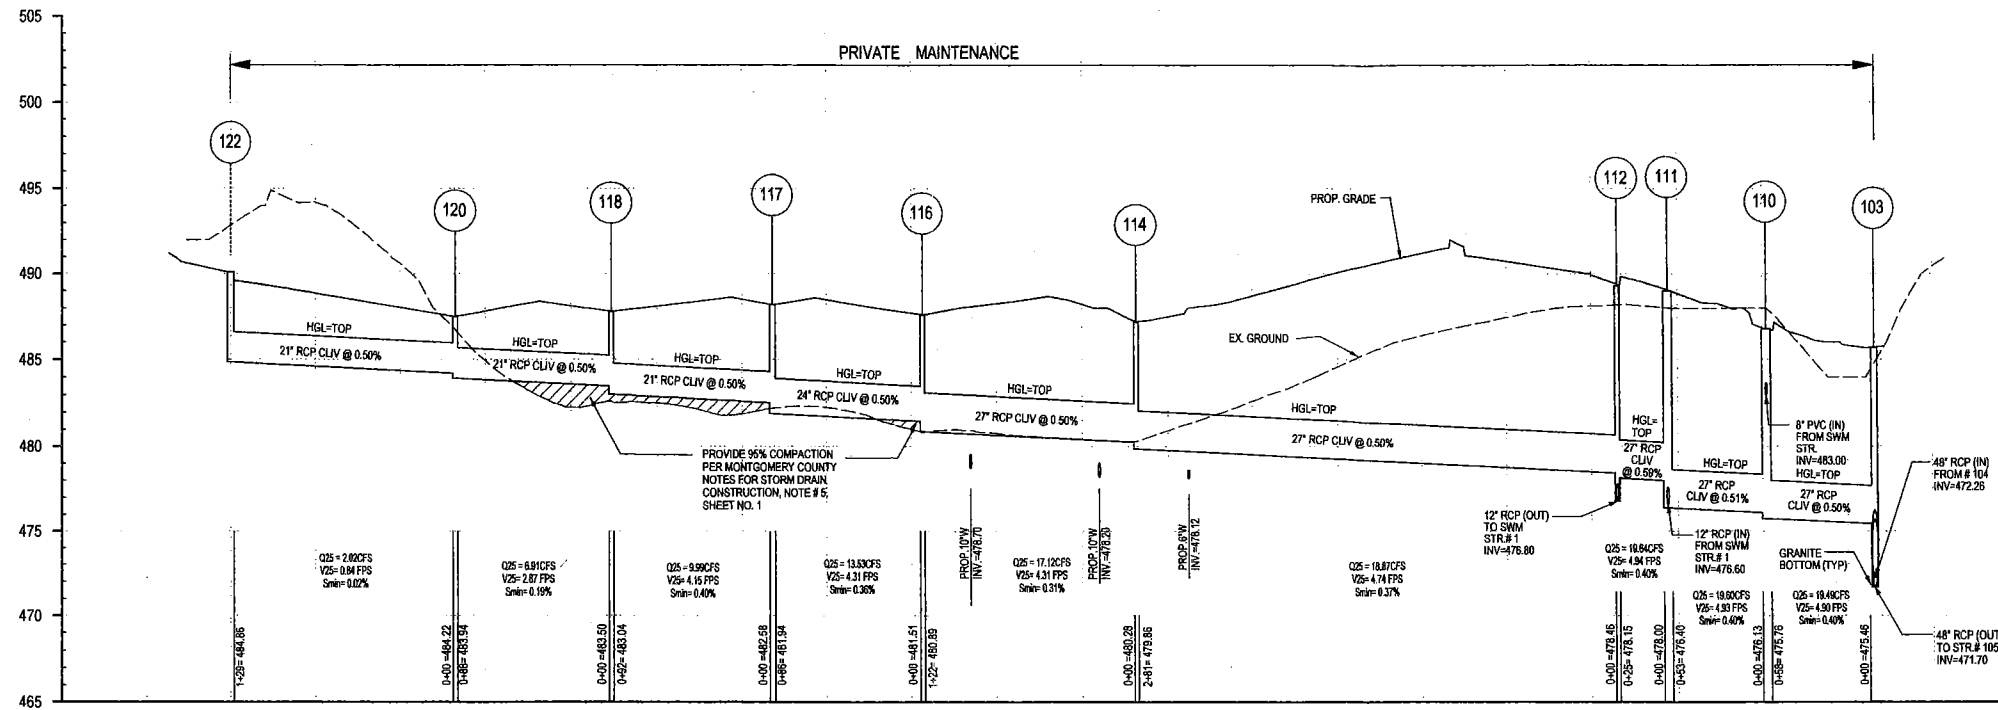 505
500
495
490
485
480
475
470
465
PRIVATE MAINTENANCE
122
120
118
117
116
114
112
111
110
103
PROP. GRADE
EX. GROUND
HGL=TOP
21" RCP CLIV @ 0.50%
HGL=TOP
21" RCP CLIV @ 0.50%
HGL=TOP
21" RCP CLIV @ 0.50%
HGL=TOP
24" RCP CLIV @ 0.50%
HGL=TOP
27" RCP CLIV @ 0.50%
HGL=TOP
27" RCP CLIV @ 0.50%
HGL=
TOP
27" RCP
CLIV
@ 0.59%
HGL=TOP
27" RCP
CLIV @ 0.51%
HGL=TOP
27" RCP
CLIV @ 0.50%
8" PVC (IN)
FROM SWM
STR.
INV=483.00
48" RCP (IN)
FROM # 104
INV=472.26
PROVIDE 95% COMPACTION
PER MONTGOMERY COUNTY
NOTES FOR STORM DRAIN
CONSTRUCTION, NOTE # 5,
SHEET NO. 1
12" RCP (OUT)
TO SWM
STR.# 1
INV=476.80
12" RCP (IN)
FROM SWM
STR.# 1
INV=476.60
GRANITE
BOTTOM (TYP)
48" RCP (OUT
TO STR.# 105
INV=471.70
PROP.10"W
INV.=478.70
PROP.10"W
INV.=478.20
PROP.6"W
INV.=478.12
Q25 = 2.02CFS
V25= 0.84 FPS
Smin= 0.02%
Q25 = 6.91CFS
V25= 2.87 FPS
Smin= 0.19%
Q25 = 9.99CFS
V25= 4.15 FPS
Smin= 0.40%
Q25 = 13.53CFS
V25= 4.31 FPS
Smin= 0.36%
Q25 = 17.12CFS
V25= 4.31 FPS
Smin= 0.31%
Q25 = 18.87CFS
V25= 4.74 FPS
Smin= 0.37%
Q25 = 19.64CFS
V25= 4.94 FPS
Smin= 0.40%
Q25 = 19.60CFS
V25= 4.93 FPS
Smin= 0.40%
Q25 = 19.49CFS
V25= 4.90 FPS
Smin= 0.40%
1+29= 484.86
0+00 =484.22
0+88= 483.94
0+00 =483.50
0+92= 483.04
0+00 =482.58
0+86= 481.94
0+00 =481.51
1+22= 480.89
0+00 =480.28
2+81= 479.86
0+00 =478.46
0+25= 478.15
0+00 =478.00
0+53= 476.40
0+00 =476.13
0+58= 475.76
0+00 =475.46